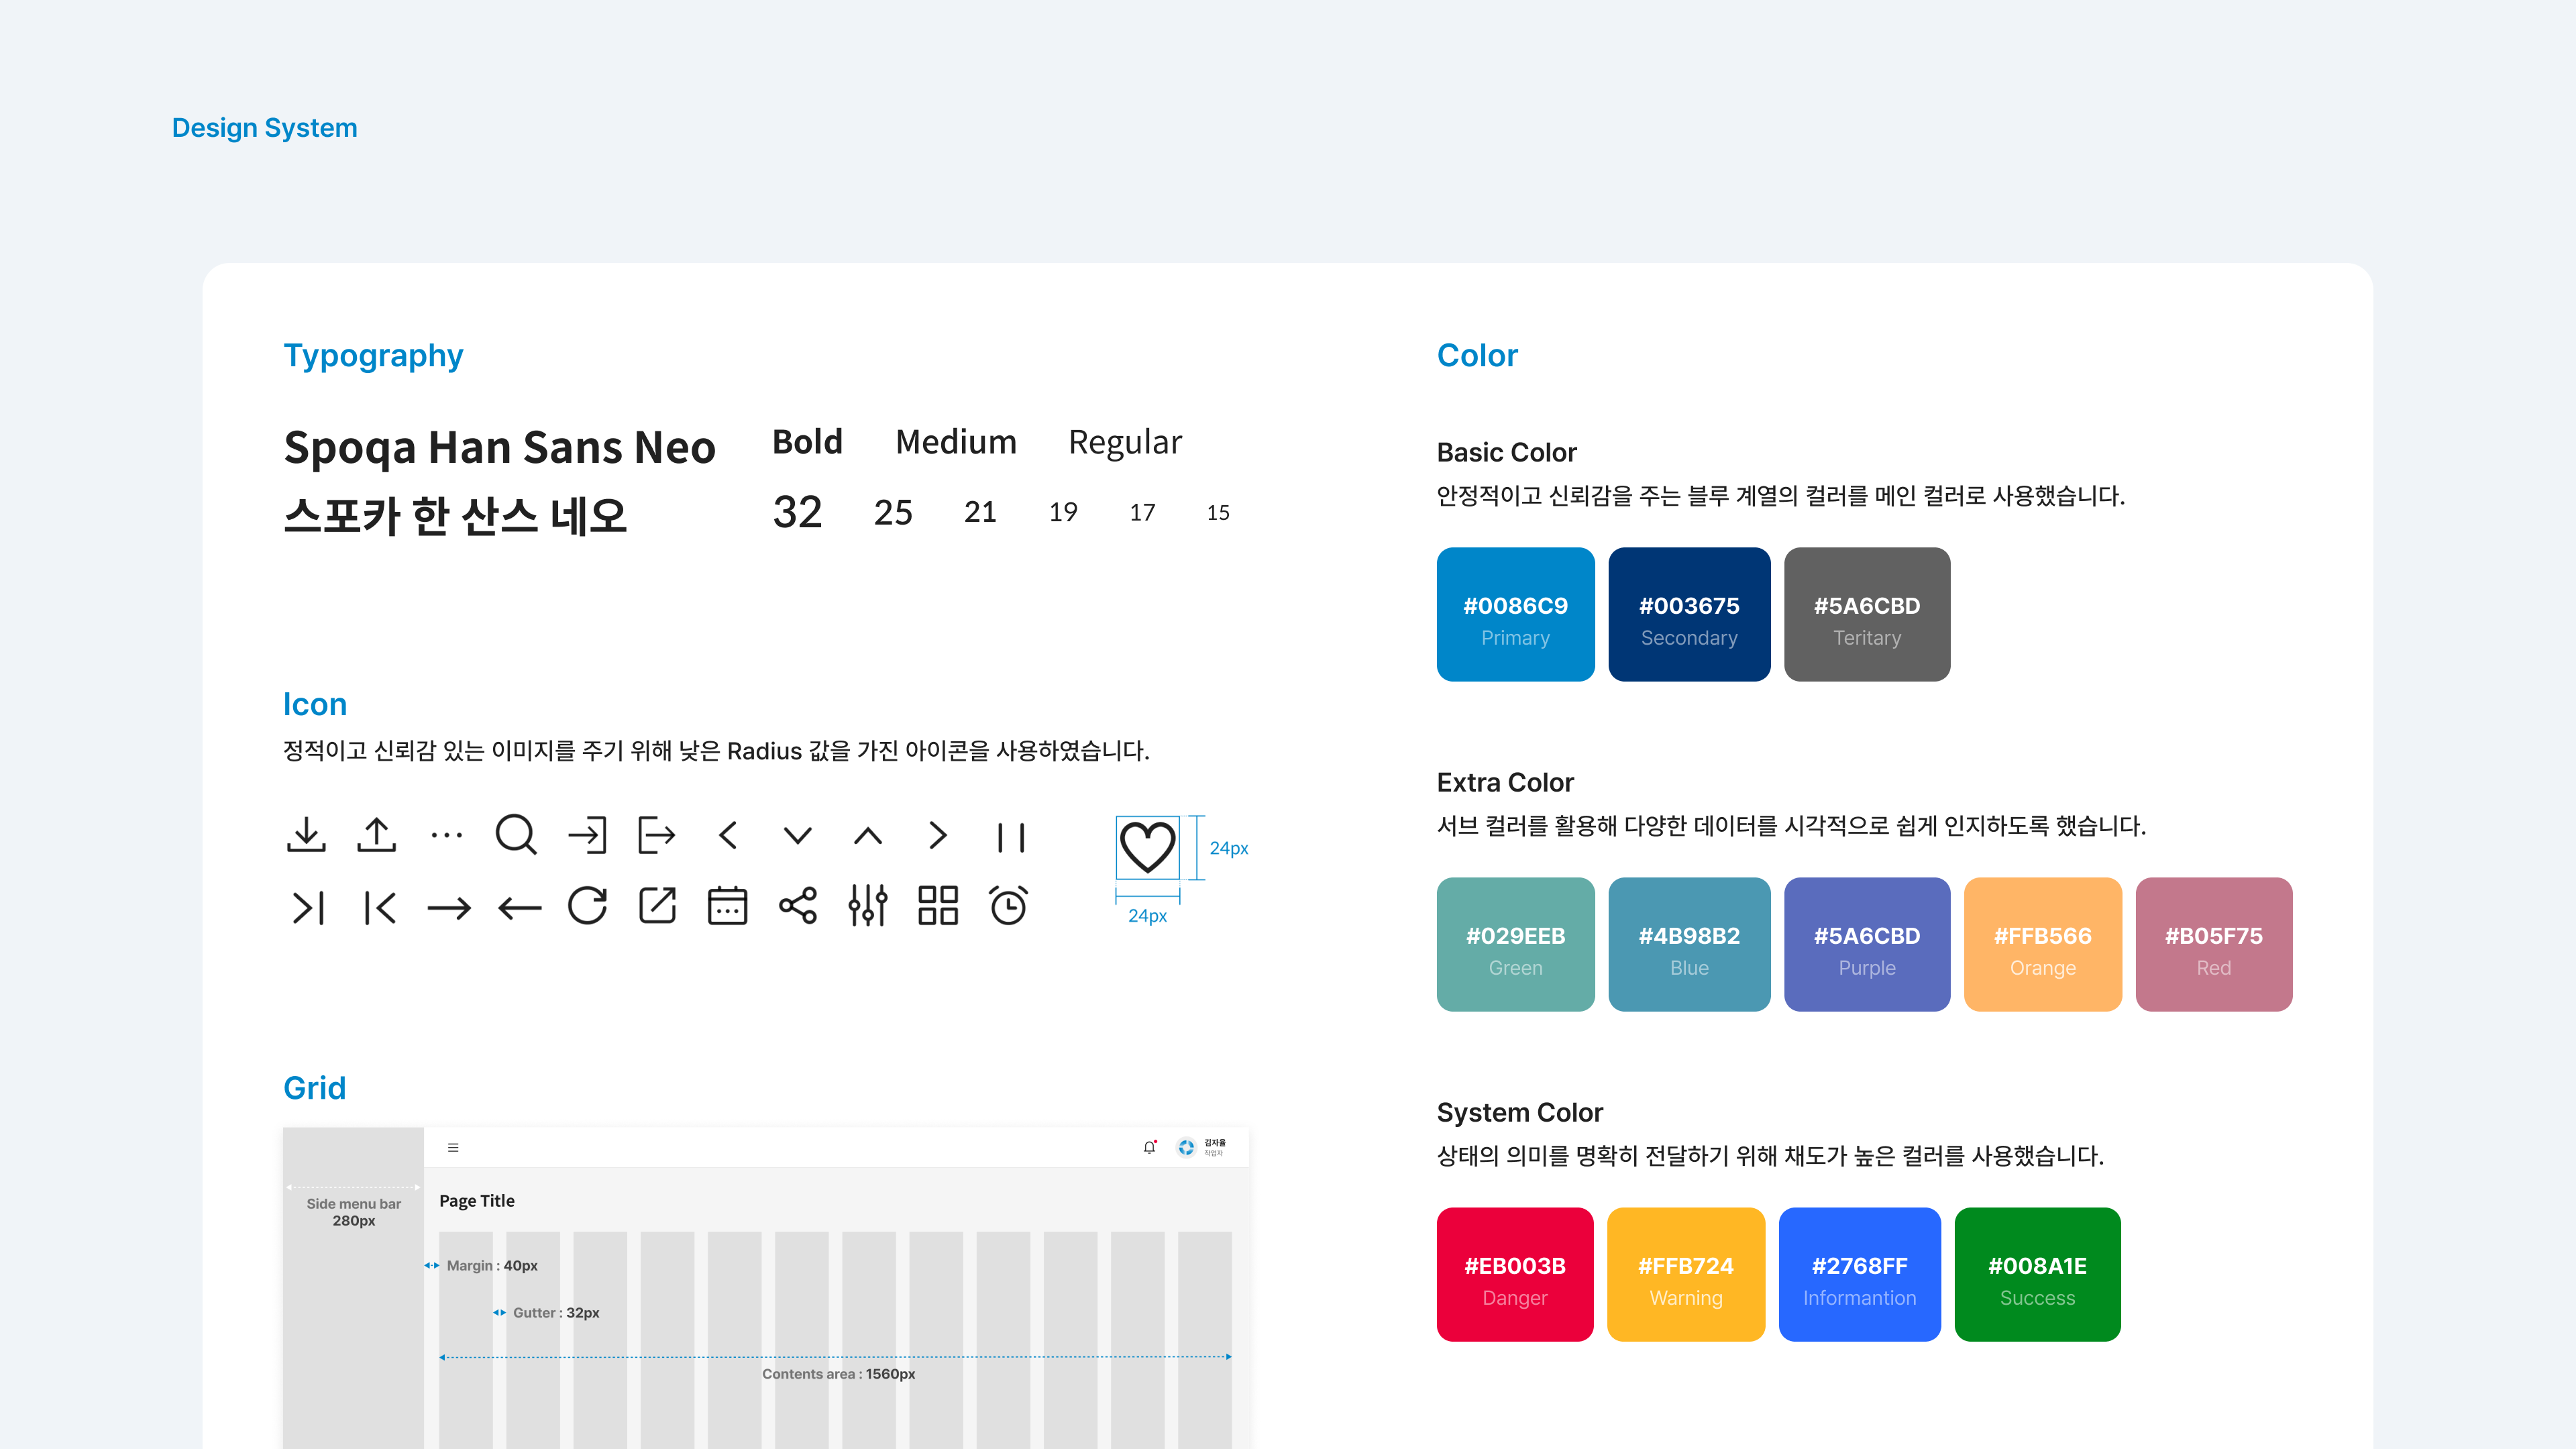 Design System
Typography
Spoqa Han Sans Neo
스포카 한 산스 네오
Bold Medium Regular
32 25 21 19 17 15
Icon
정적이고 신뢰감 있는 이미지를 주기 위해 낮은 Radius 값을 가진 아이콘을 사용하였습니다.
24px
24px
Grid
김자율
작업자
Side menu bar
280px
Page Title
Margin : 40px
Gutter : 32px
Contents area : 1560px
Color
Basic Color
안정적이고 신뢰감을 주는 블루 계열의 컬러를 메인 컬러로 사용했습니다.
#0086C9 #003675 #5A6CBD
Primary Secondary Teritary
Extra Color
서브 컬러를 활용해 다양한 데이터를 시각적으로 쉽게 인지하도록 했습니다.
#029EEB #4B98B2 #5A6CBD #FFB566 #B05F75
Green Blue Purple Orange Red
System Color
상태의 의미를 명확히 전달하기 위해 채도가 높은 컬러를 사용했습니다.
#EB003B #FFB724 #2768FF #008A1E
Danger Warning Informantion Success